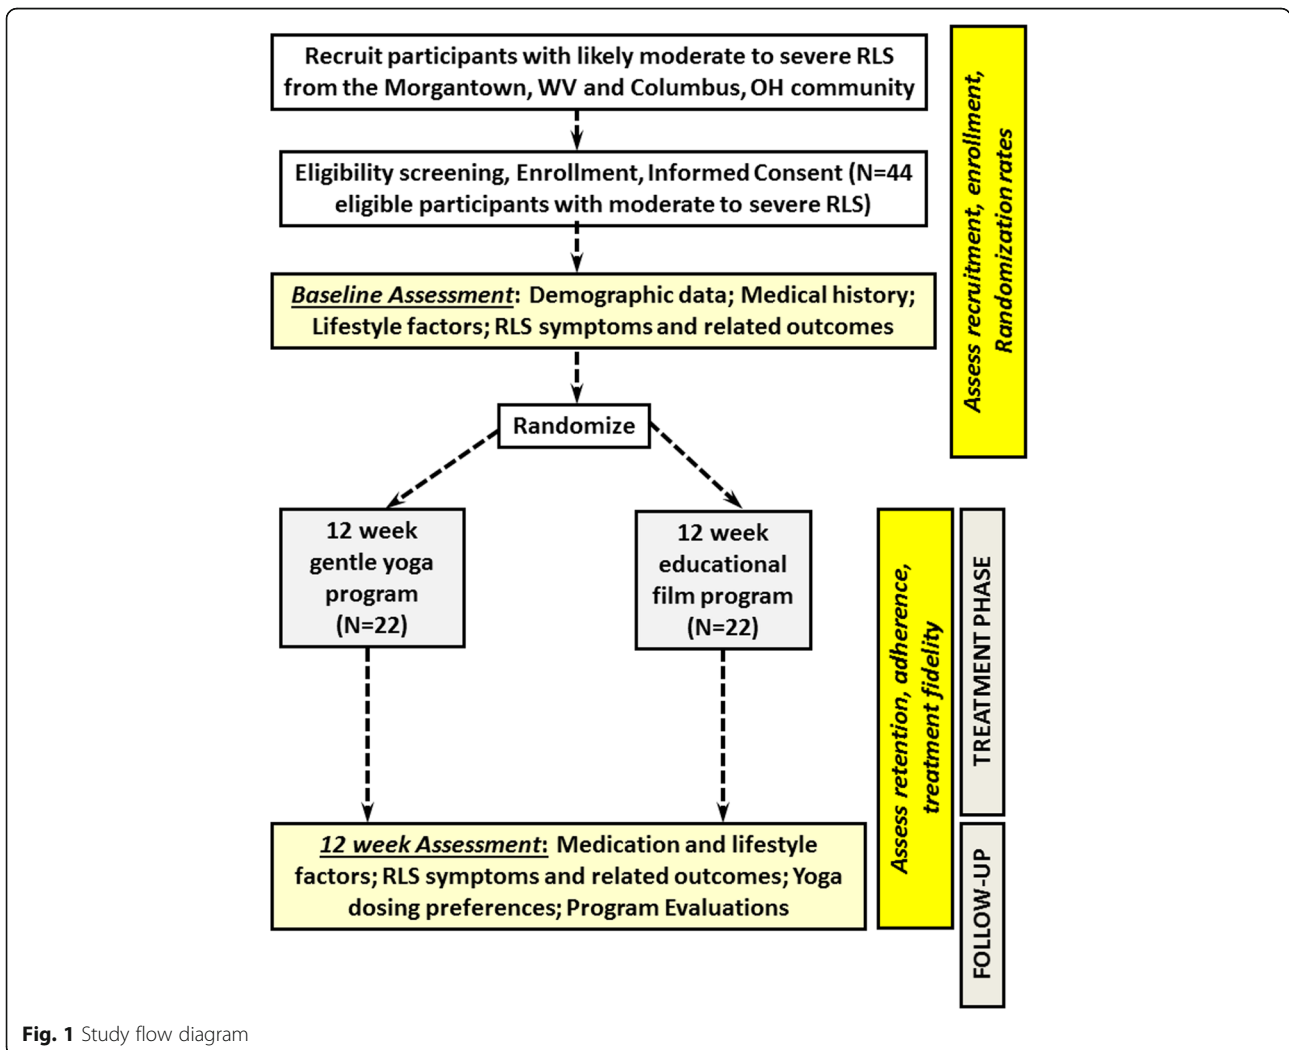 Recruit participants with likely moderate to severe RLS
from the Morgantown, WV and Columbus, OH community
Eligibility screening, Enrollment, Informed Consent (N=44
eligible participants with moderate to severe RLS)
Baseline Assessment: Demographic data; Medical history;
Lifestyle factors; RLS symptoms and related outcomes
Assess recruitment, enrollment,
Randomization rates
Randomize
12 week
gentle yoga
program
(N=22)
12 week
educational
film program
(N=22)
Assess retention, adherence,
treatment fidelity
TREATMENT PHASE
12 week Assessment: Medication and lifestyle
factors; RLS symptoms and related outcomes; Yoga
dosing preferences; Program Evaluations
FOLLOW-UP
Fig. 1 Study flow diagram